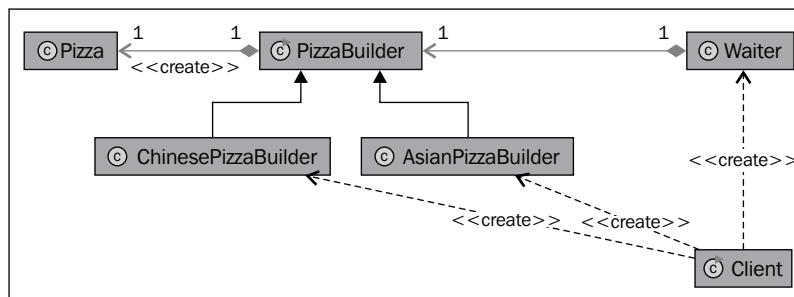 1 1 1 1
C Pizza C PizzaBuilder C Waiter
<<create>>
C ChinesePizzaBuilder C AsianPizzaBuilder
<<create>>
<<create>> <<create>>
C Client